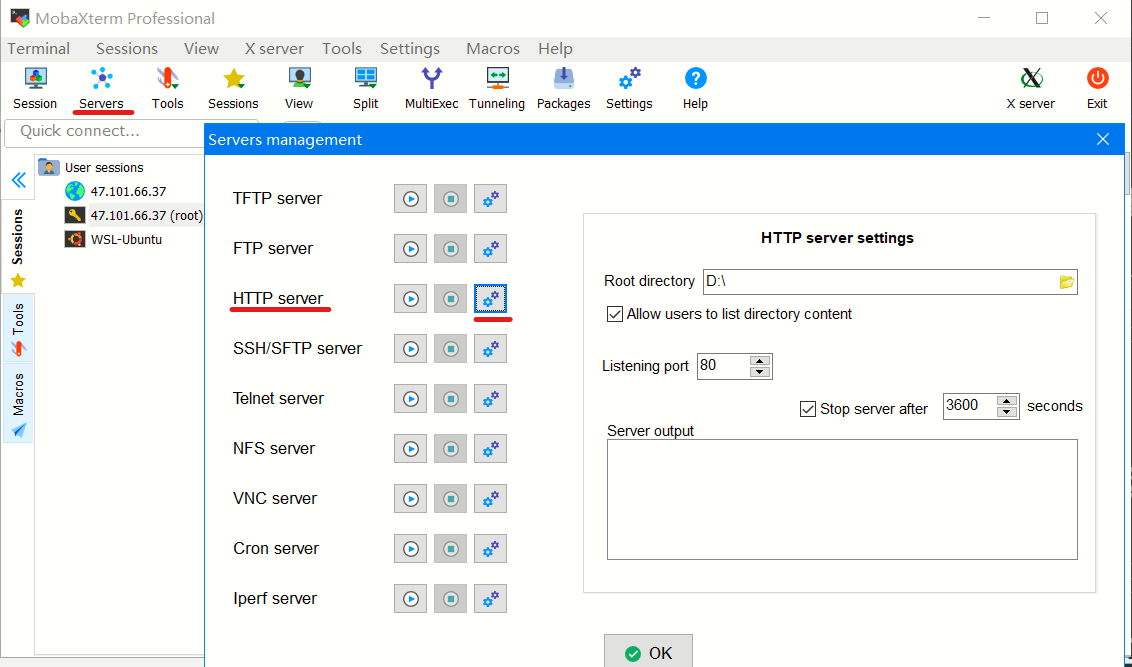 MobaXterm Professional
Terminal Sessions View X server Tools Settings Macros Help
Session Servers Tools Sessions View Split MultiExec Tunneling Packages Settings Help X server Exit
Quick connect...
Servers management
User sessions
47.101.66.37
47.101.66.37 (root)
WSL-Ubuntu
Sessions
Tools
Macros
TFTP server
FTP server
HTTP server
SSH/SFTP server
Telnet server
NFS server
VNC server
Cron server
Iperf server
HTTP server settings
Root directory D:\
Allow users to list directory content
Listening port 80
Stop server after 3600 seconds
Server output
OK